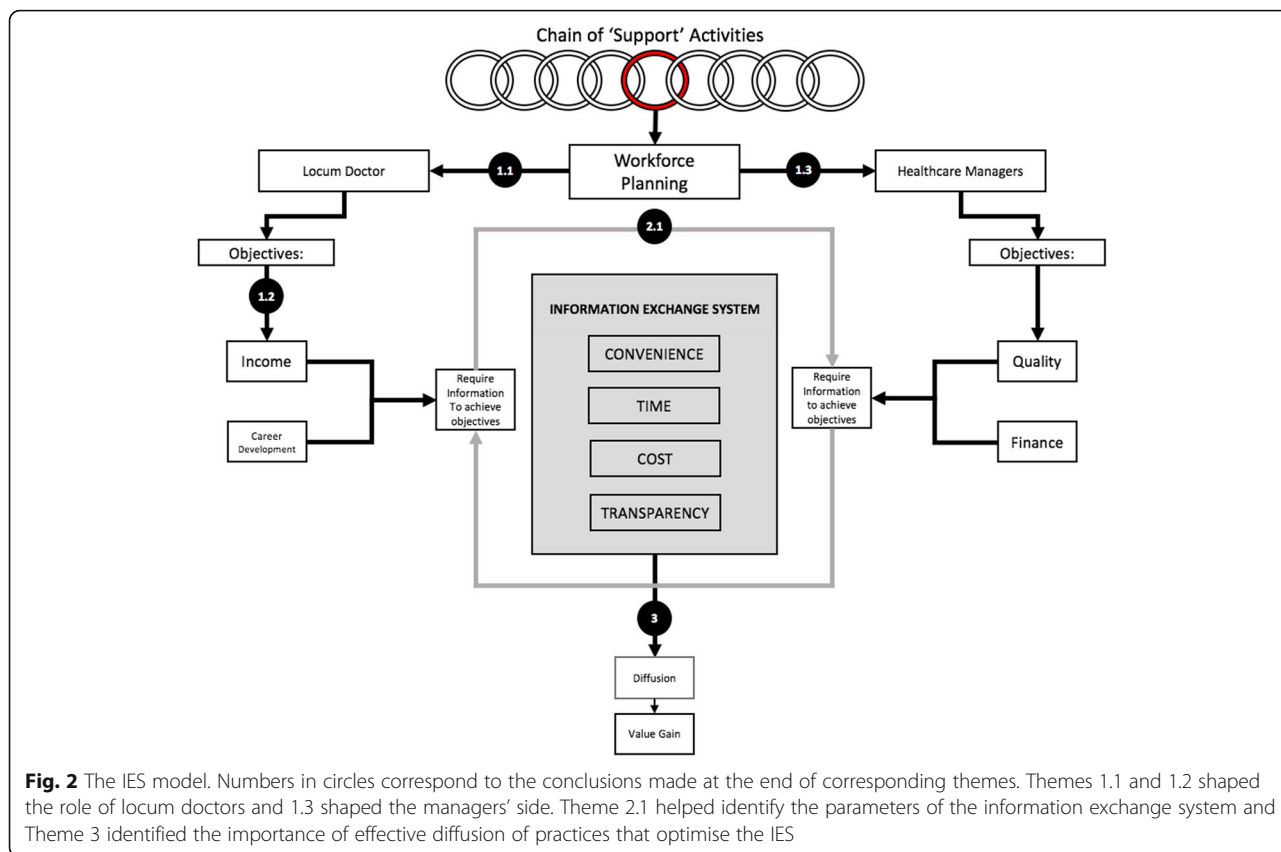 Chain of ‘Support’ Activities
Locum Doctor
1.1
Workforce
Planning
1.3
Healthcare Managers
2.1
Objectives:
Objectives:
1.2
INFORMATION EXCHANGE SYSTEM
CONVENIENCE
TIME
COST
TRANSPARENCY
Income
Career
Development
Require
Information
To achieve
objectives
Require
Information
to achieve
objectives
Quality
Finance
3
Diffusion
Value Gain
Fig. 2 The IES model. Numbers in circles correspond to the conclusions made at the end of corresponding themes. Themes 1.1 and 1.2 shaped
the role of locum doctors and 1.3 shaped the managers’ side. Theme 2.1 helped identify the parameters of the information exchange system and
Theme 3 identified the importance of effective diffusion of practices that optimise the IES